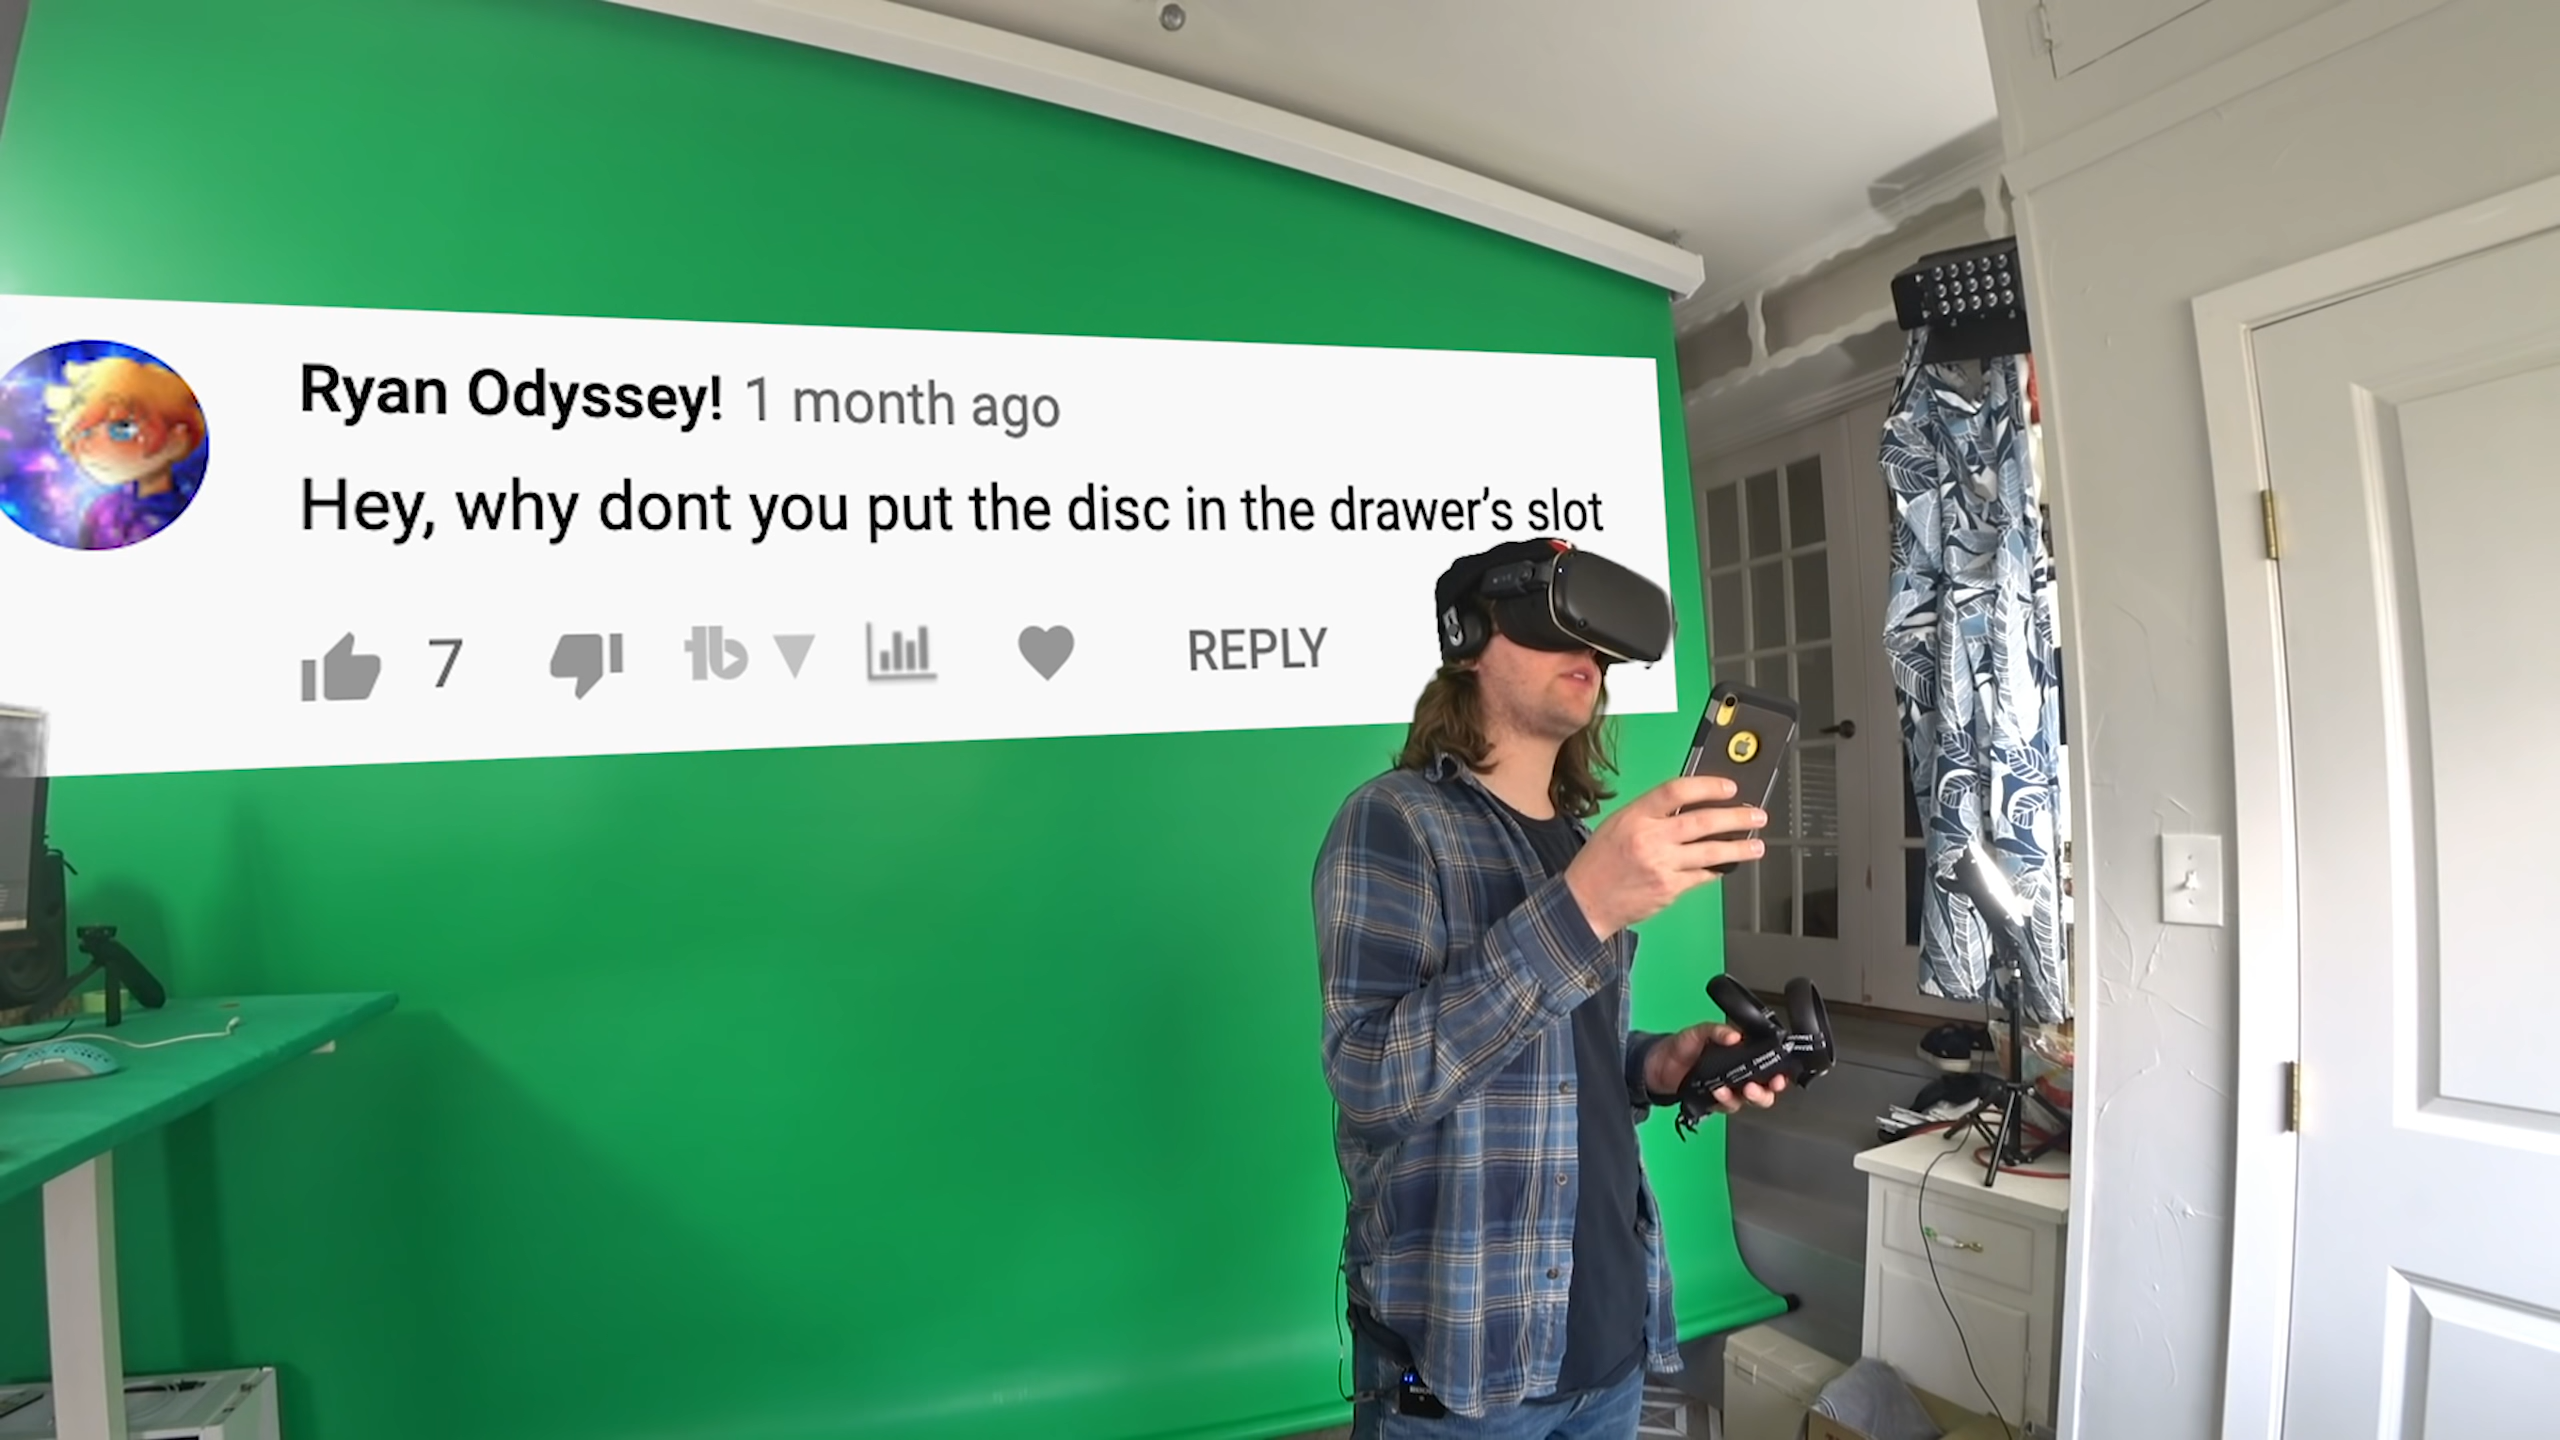 Ryan Odyssey! 1 month ago
Hey, why dont you put the disc in the drawer's slot
7
REPLY